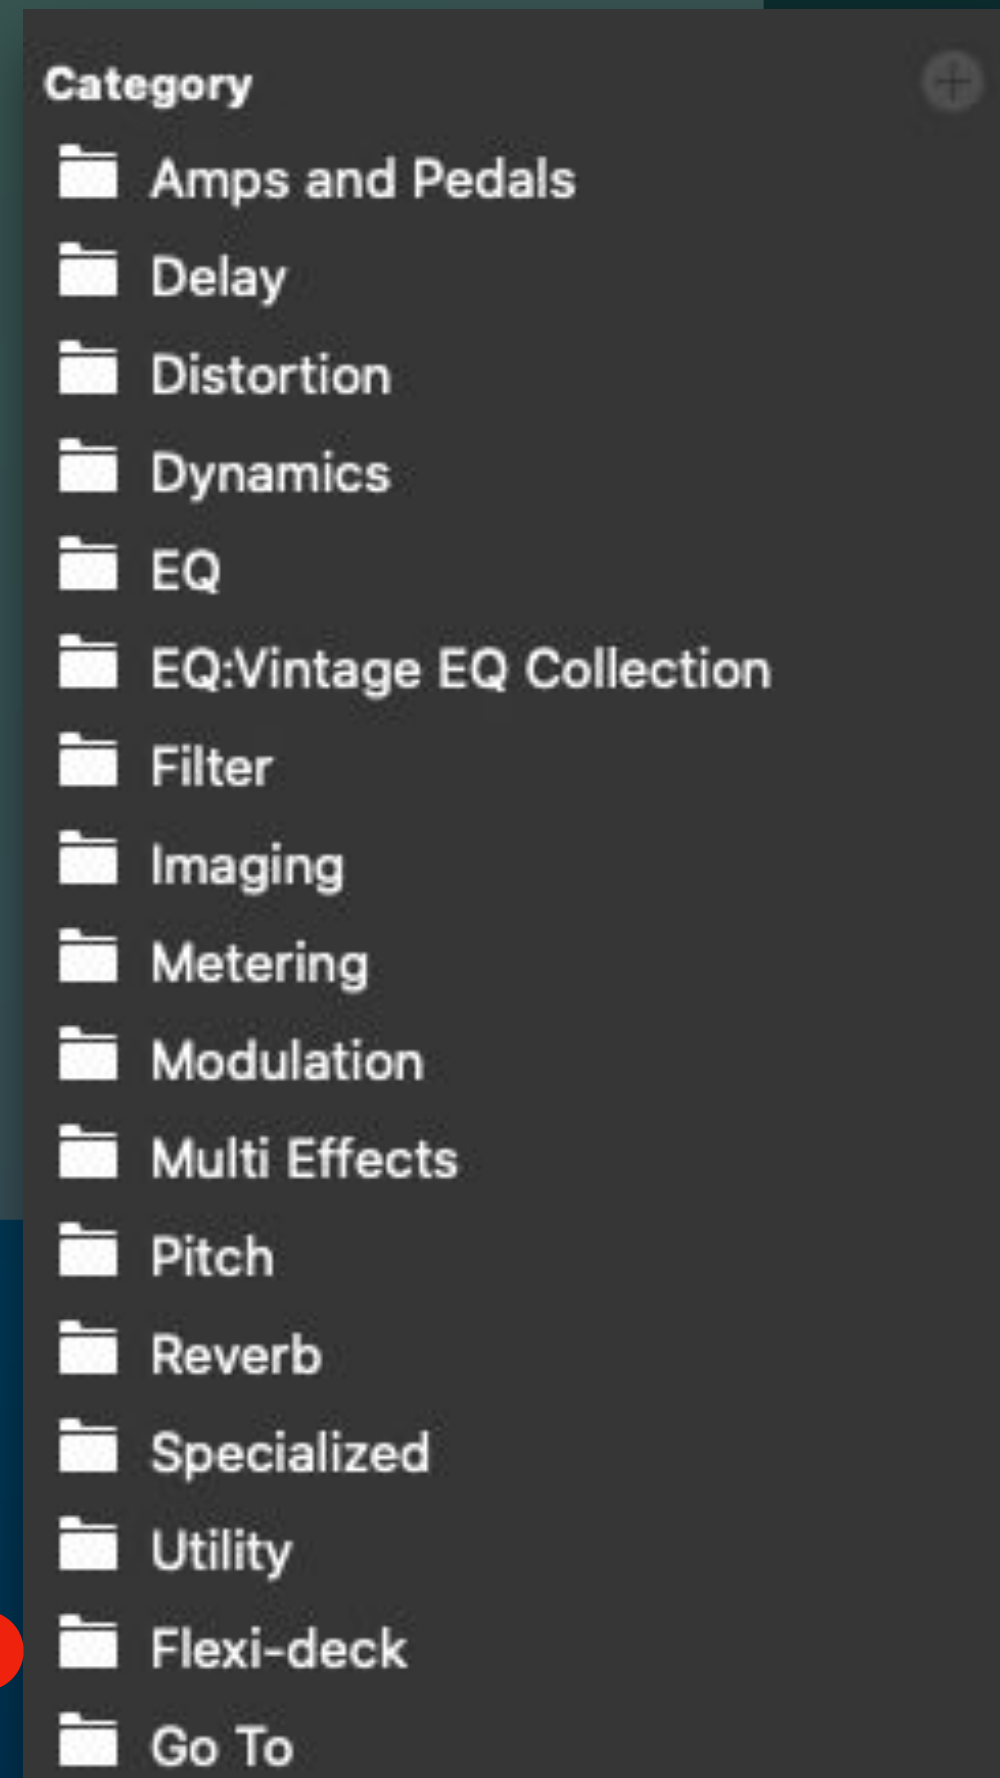 Category
Amps and Pedals
Delay
Distortion
Dynamics
EQ
EQ:Vintage EQ Collection
Filter
Imaging
Metering
Modulation
Multi Effects
Pitch
Reverb
Specialized
Utility
Flexi-deck
Go To